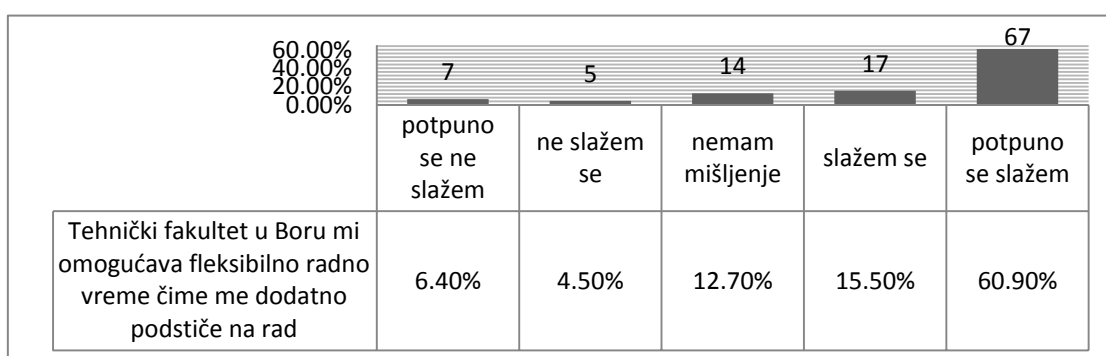 60.00%
40.00%
20.00%
0.00%
7
5
14
17
67
potpuno
se ne
slažem
ne slažem
se
nemam
mišljenje
slažem se
potpuno
se slažem
Tehnički fakultet u Boru mi
omogućava fleksibilno radno
vreme čime me dodatno
podstiče na rad
6.40%
4.50%
12.70%
15.50%
60.90%